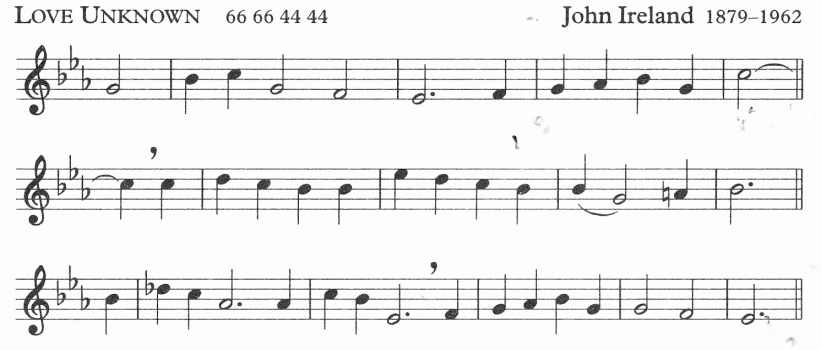 LOVE UNKNOWN 66 66 44 44 John Ireland 1879–1962